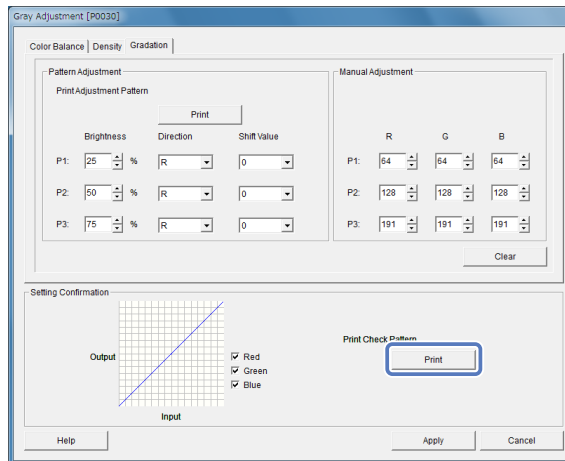 Gray Adjustment [P0030]
Color Balance Density Gradation
Pattern Adjustment
Print Adjustment Pattern
Print
Brightness Direction Shift Value
P1: 25 % R 0
P2: 50 % R 0
P3: 75 % R 0
Manual Adjustment
R G B
P1: 64 64 64
P2: 128 128 128
P3: 191 191 191
Clear
Setting Confirmation
Output
Input
Red
Green
Blue
Print Check Pattern
Print
Help Apply Cancel